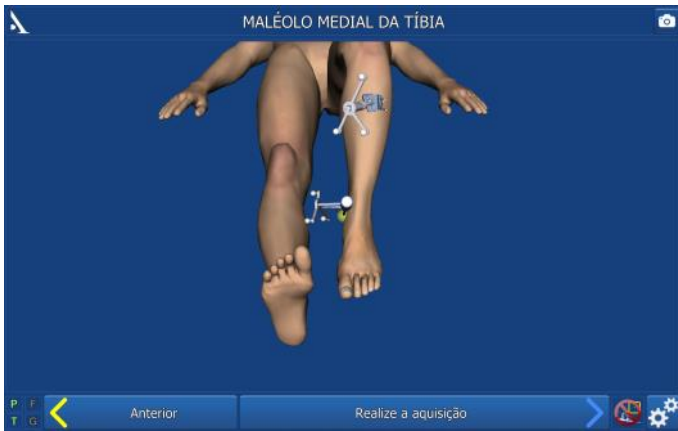 MALÉOLO MEDIAL DA TÍBIA
P F
T G
Anterior
Realize a aquisição